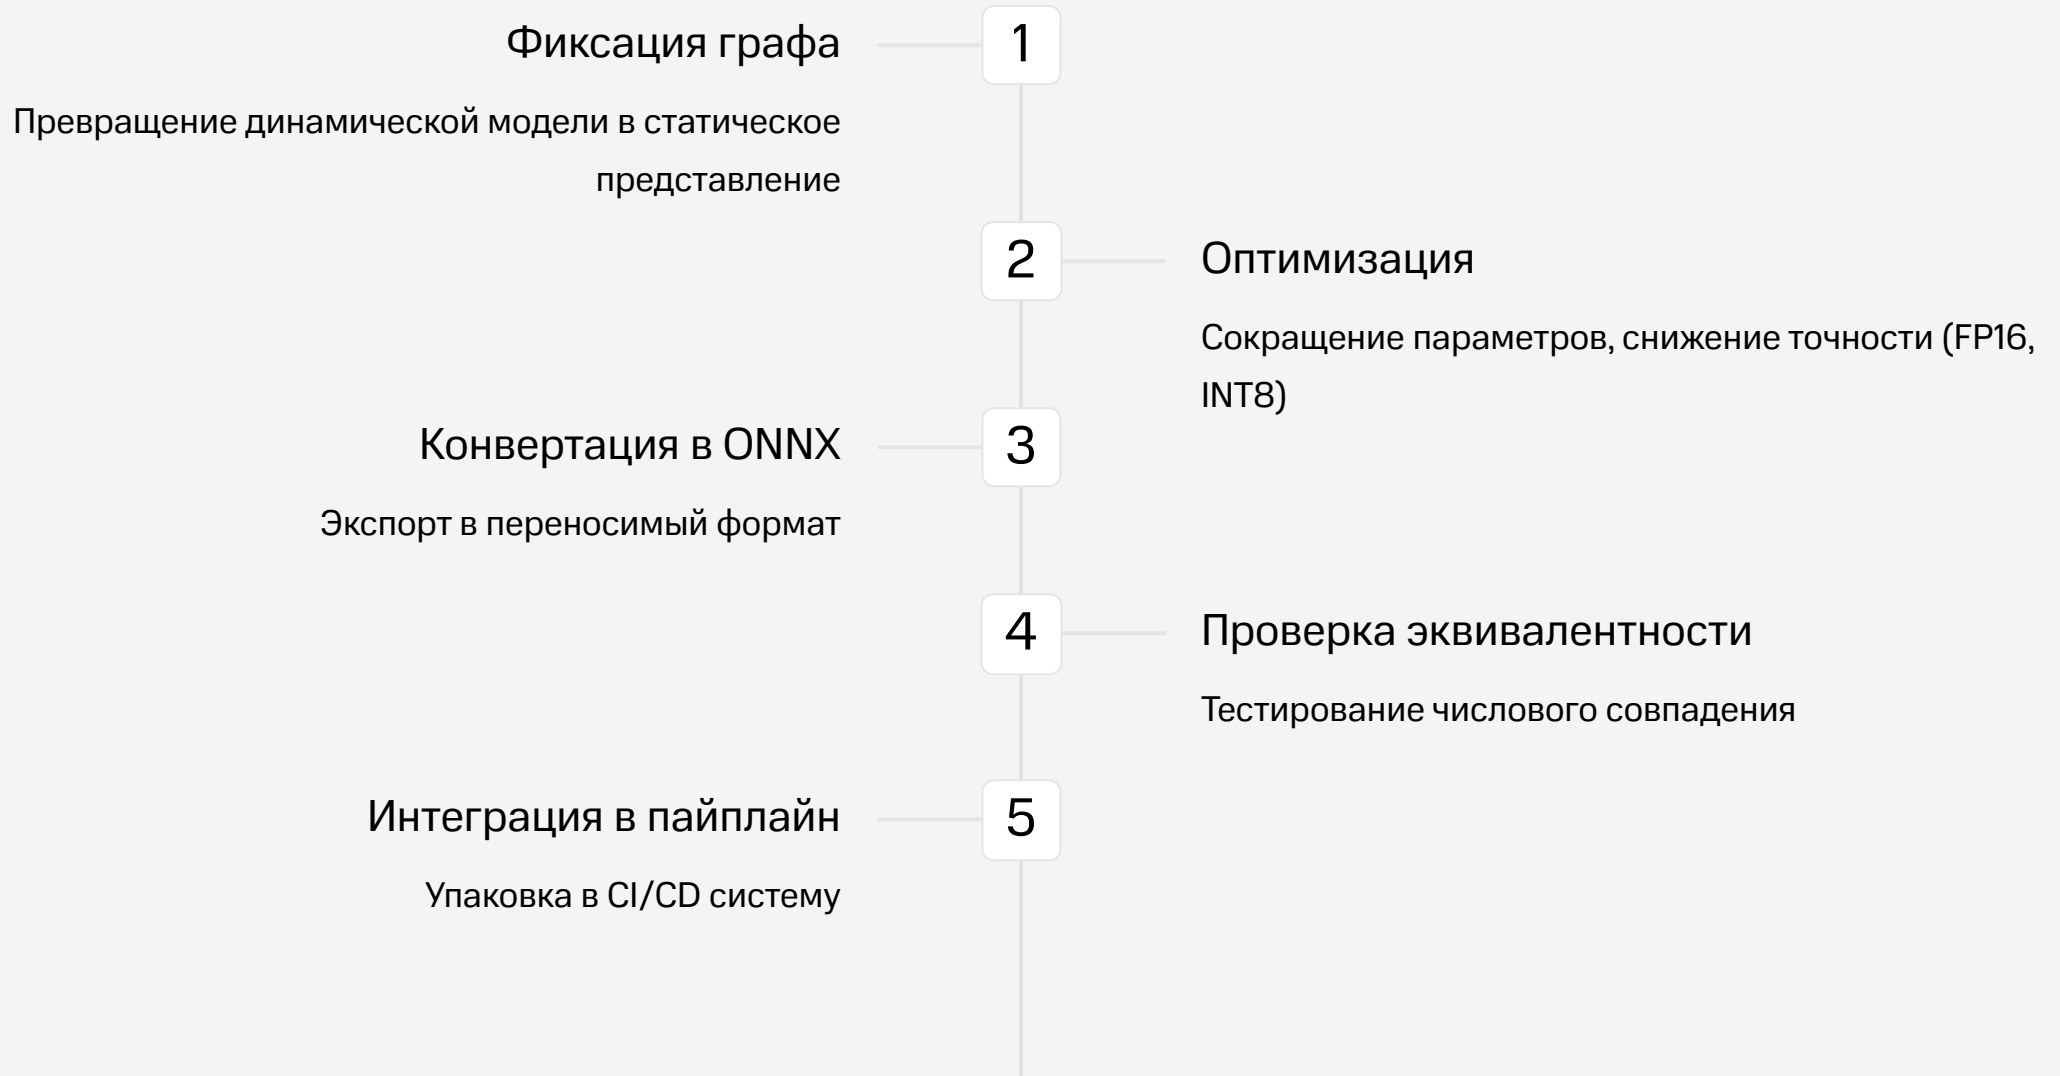 Фиксация графа
1
Превращение динамической модели в статическое
представление
2
Оптимизация
Сокращение параметров, снижение точности (FP16,
INT8)
Конвертация в ONNX
3
Экспорт в переносимый формат
4
Проверка эквивалентности
Тестирование числового совпадения
Интеграция в пайплайн
5
Упаковка в CI/CD систему